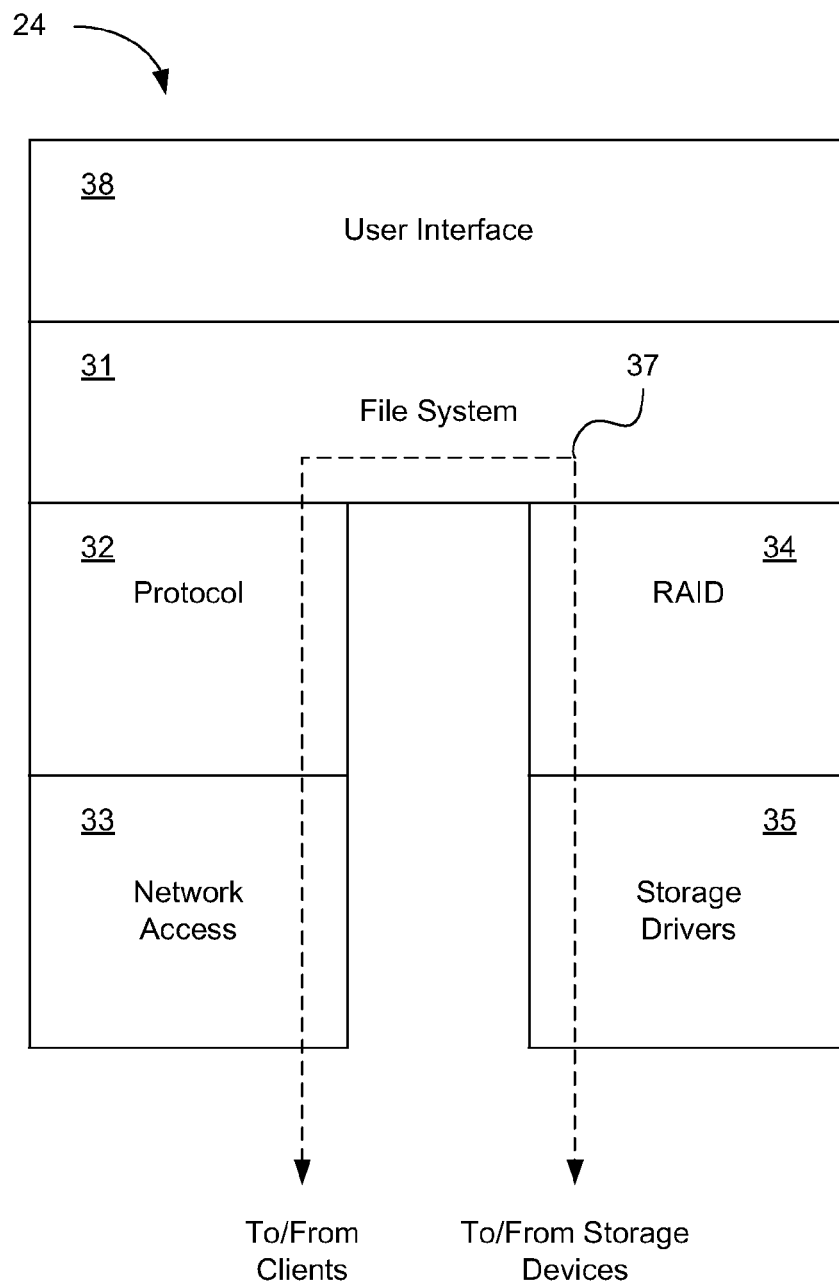 24
38
User Interface
31
37
File System
32
Protocol
34
RAID
33
Network
Access
35
Storage
Drivers
To/From
Clients
To/From Storage
Devices